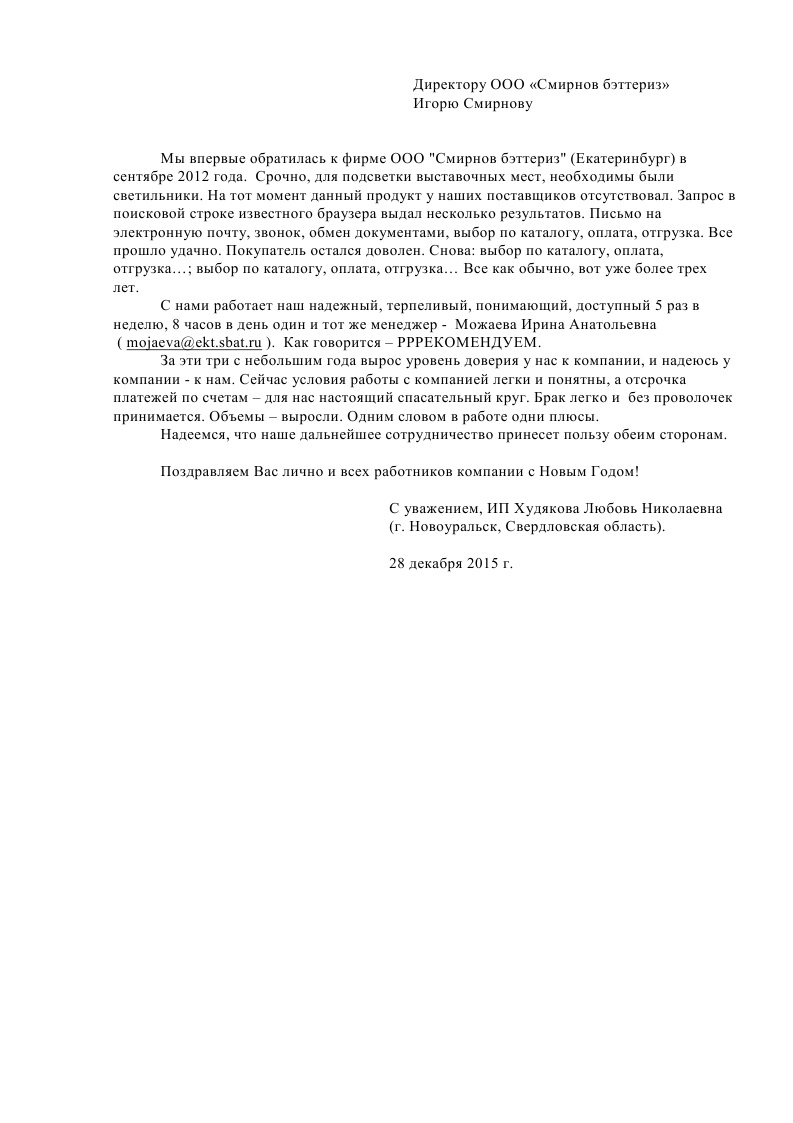 Директору ООО «Смирнов бэттериз»
Игорю Смирнову
Мы впервые обратилась к фирме ООО "Смирнов бэттериз" (Екатеринбург) в
сентябре 2012 года.  Срочно, для подсветки выставочных мест, необходимы были
светильники. На тот момент данный продукт у наших поставщиков отсутствовал. Запрос в
поисковой строке известного браузера выдал несколько результатов. Письмо на
электронную почту, звонок, обмен документами, выбор по каталогу, оплата, отгрузка. Все
прошло удачно. Покупатель остался доволен. Снова: выбор по каталогу, оплата,
отгрузка…; выбор по каталогу, оплата, отгрузка… Все как обычно, вот уже более трех
лет.
С нами работает наш надежный, терпеливый, понимающий, доступный 5 раз в
неделю, 8 часов в день один и тот же менеджер -  Можаева Ирина Анатольевна
( mojaeva@ekt.sbat.ru ).  Как говорится – РРРЕКОМЕНДУЕМ.
За эти три с небольшим года вырос уровень доверия у нас к компании, и надеюсь у
компании - к нам. Сейчас условия работы с компанией легки и понятны, а отсрочка
платежей по счетам – для нас настоящий спасательный круг. Брак легко и  без проволочек
принимается. Объемы – выросли. Одним словом в работе одни плюсы.
Надеемся, что наше дальнейшее сотрудничество принесет пользу обеим сторонам.
Поздравляем Вас лично и всех работников компании с Новым Годом!
С уважением, ИП Худякова Любовь Николаевна
(г. Новоуральск, Свердловская область).
28 декабря 2015 г.